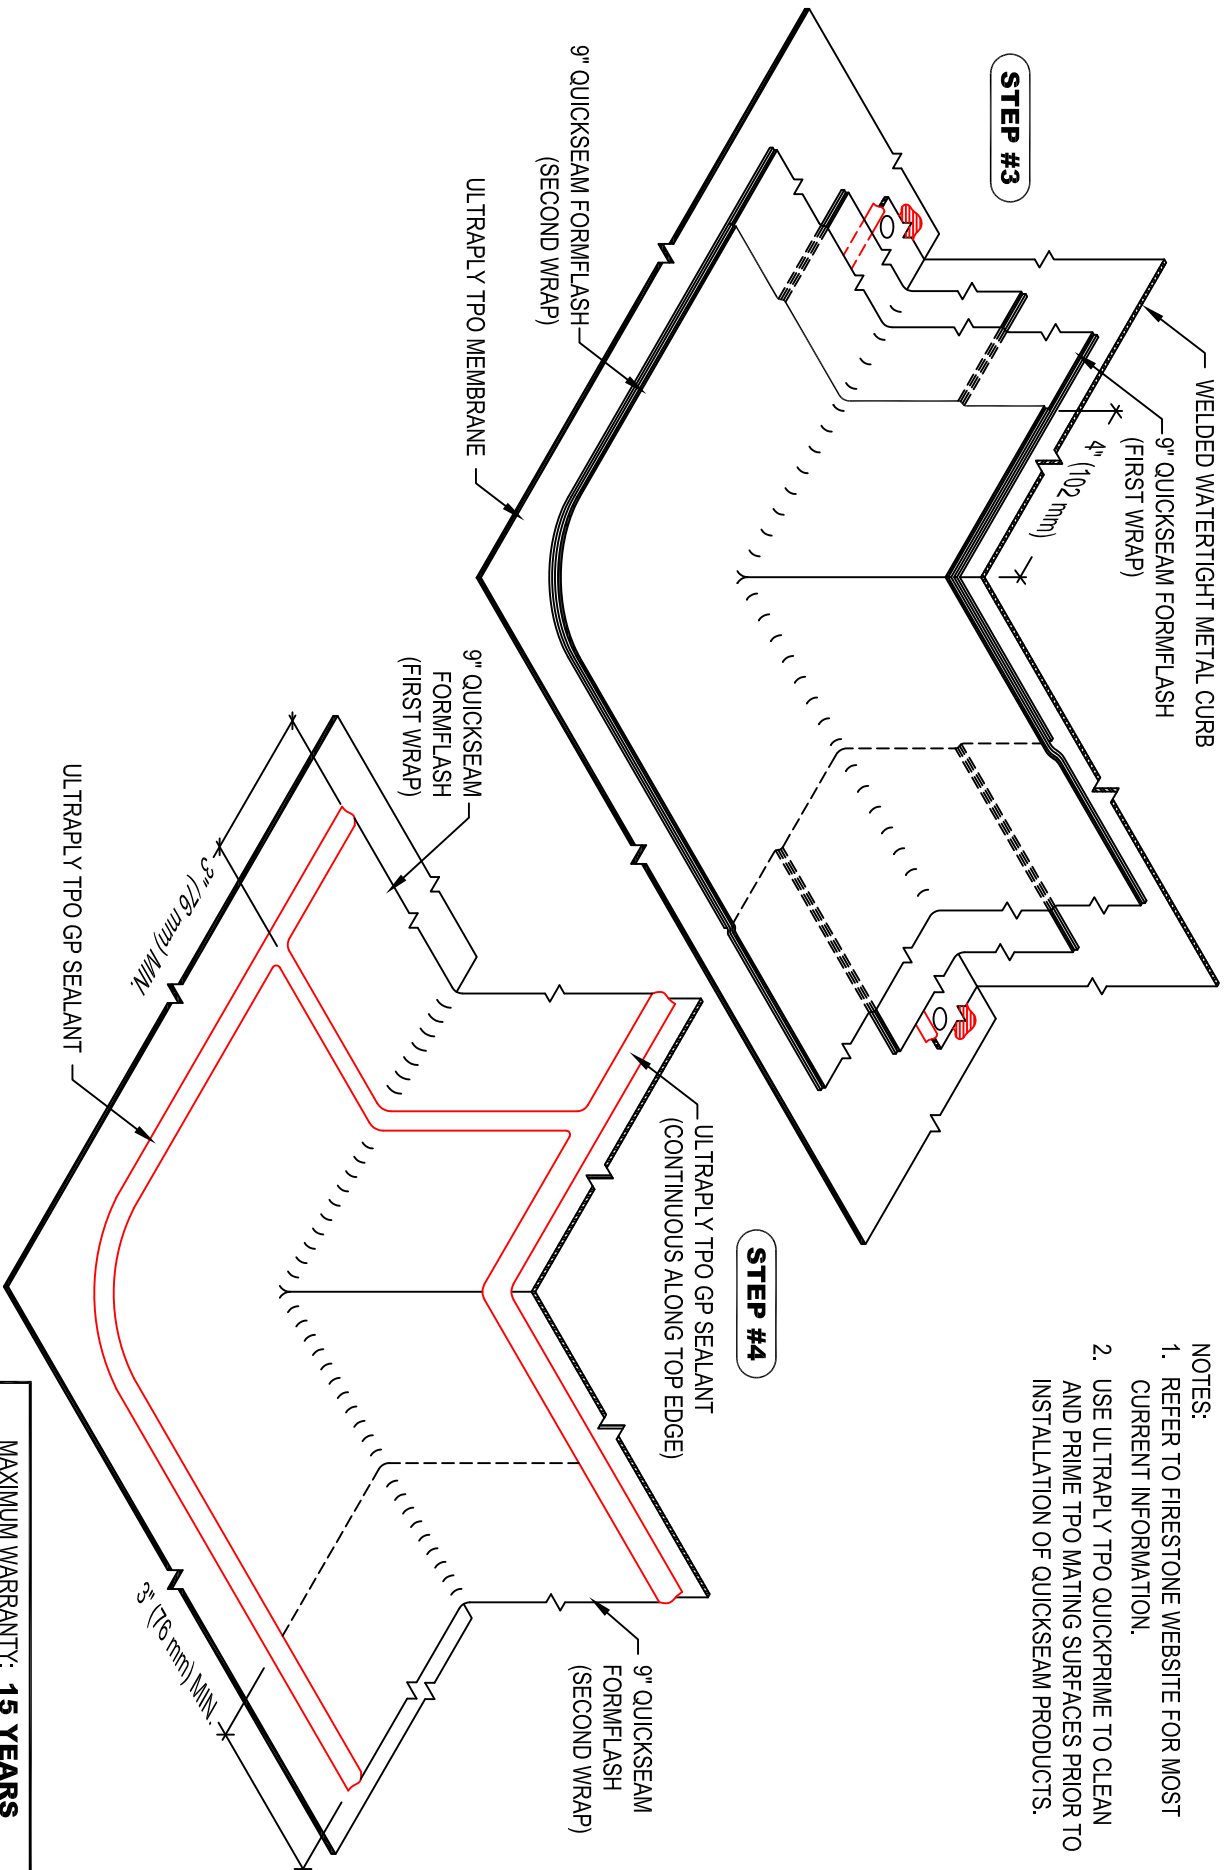 WELDED WATERTIGHT METAL CURB
9" QUICKSEAM FORMFLASH
(FIRST WRAP)
4" (102 mm)
STEP #3
9" QUICKSEAM FORMFLASH
(SECOND WRAP)
ULTRAPLY TPO MEMBRANE
NOTES:
1. REFER TO FIRESTONE WEBSITE FOR MOST
CURRENT INFORMATION.
2. USE ULTRAPLY TPO QUICKPRIME TO CLEAN
AND PRIME TPO MATING SURFACES PRIOR TO
INSTALLATION OF QUICKSEAM PRODUCTS.
STEP #4
ULTRAPLY TPO GP SEALANT
(CONTINUOUS ALONG TOP EDGE)
9" QUICKSEAM
FORMFLASH
(FIRST WRAP)
9" QUICKSEAM
FORMFLASH
(SECOND WRAP)
3" (76 mm) MIN.
3" (76 mm) MIN.
ULTRAPLY TPO GP SEALANT
MAXIMUM WARRANTY: 15 YEARS